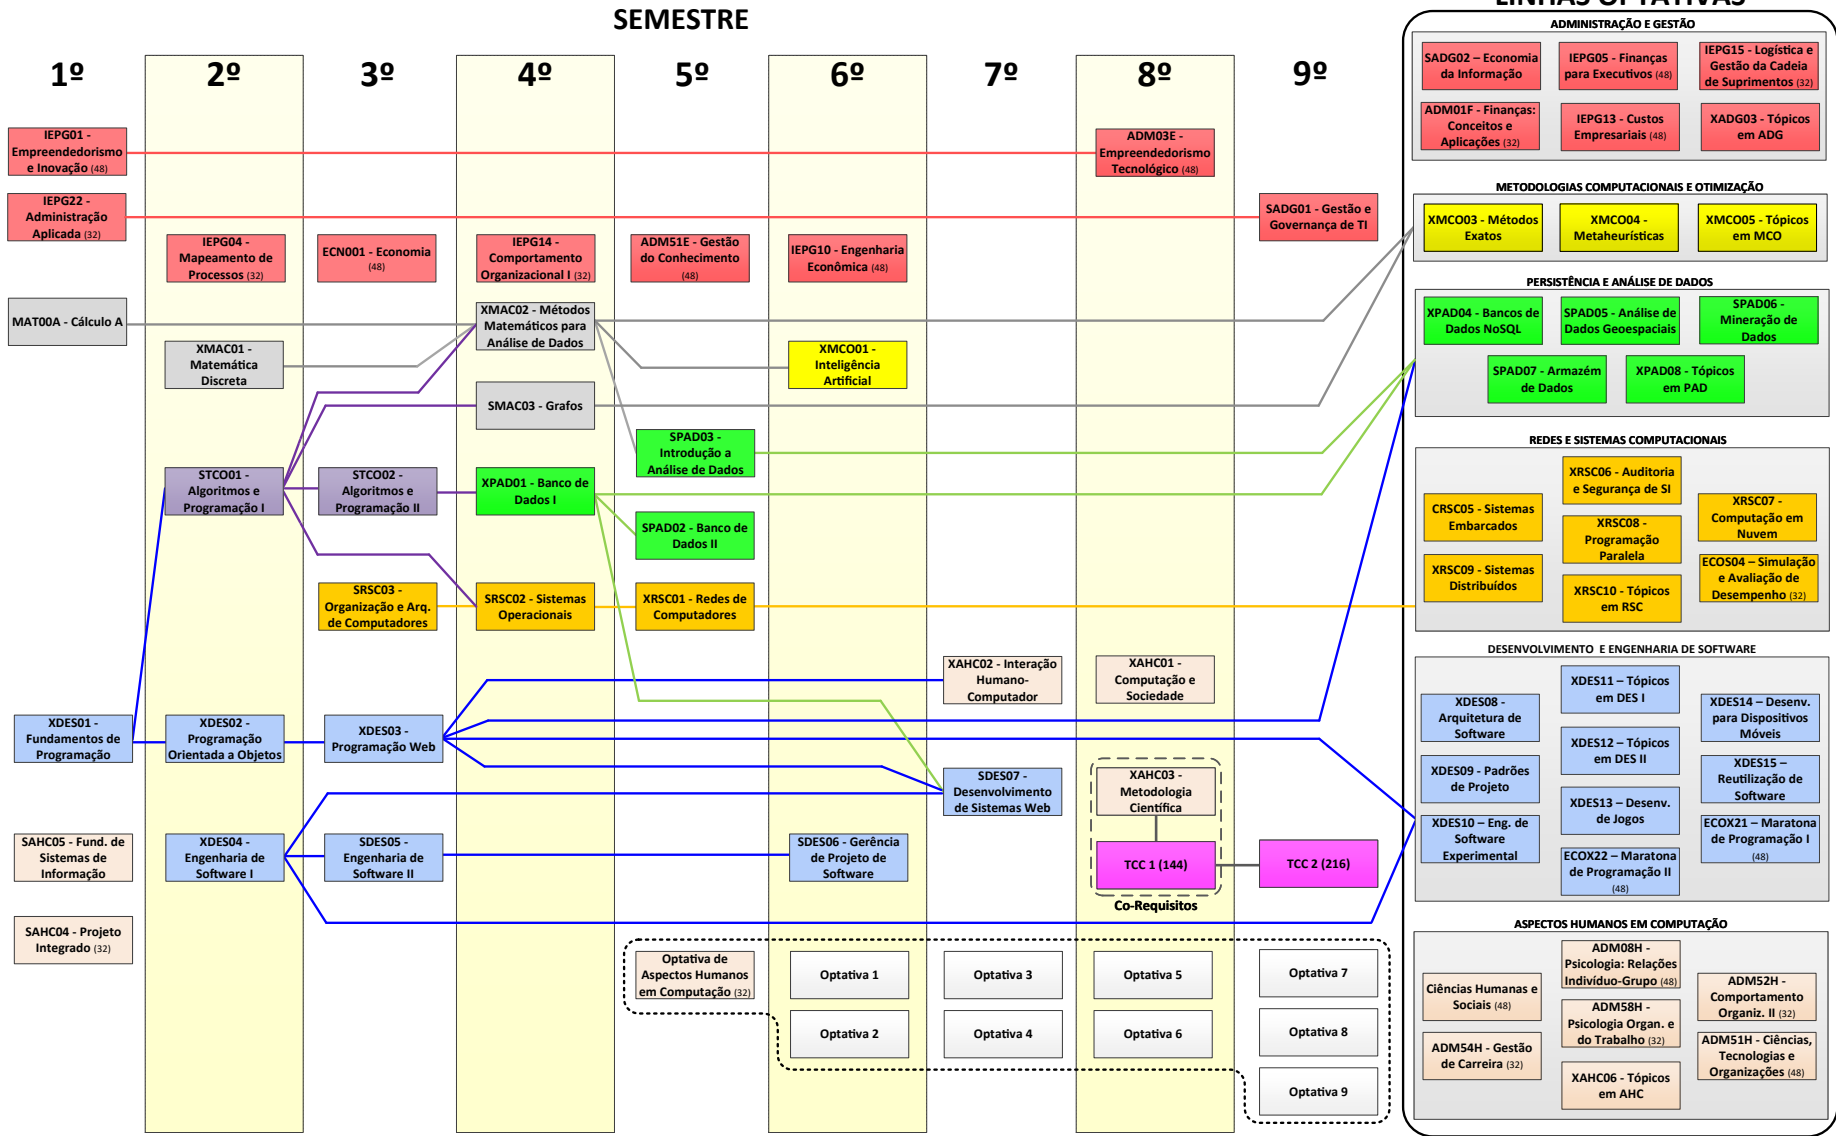 SEMESTRE
1º
2º
3º
4º
5º
6º
7º
8º
9º
IEPG01 -
Empreendedorismo
e Inovação (48)
IEPG22 -
Administração
Aplicada (32)
MAT00A - Cálculo A
XDES01 -
Fundamentos de
Programação
SAHC05 - Fund. de
Sistemas de
Informação
SAHC04 - Projeto
Integrado (32)
IEPG04 -
Mapeamento de
Processos (32)
XMAC01 -
Matemática
Discreta
STCO01 -
Algoritmos e
Programação I
XDES02 -
Programação
Orientada a Objetos
XDES04 -
Engenharia de
Software I
ECN001 - Economia
(48)
STCO02 -
Algoritmos e
Programação II
SRSC03 -
Organização e Arq.
de Computadores
XDES03 -
Programação Web
SDES05 -
Engenharia de
Software II
IEPG14 -
Comportamento
Organizacional I (32)
XMAC02 - Métodos
Matemáticos para
Análise de Dados
SMAC03 - Grafos
XPAD01 - Banco de
Dados I
SRSC02 - Sistemas
Operacionais
ADM51E - Gestão
do Conhecimento
(48)
SPAD03 -
Introdução a
Análise de Dados
SPAD02 - Banco de
Dados II
XRSC01 - Redes de
Computadores
Optativa de
Aspectos Humanos
em Computação (32)
IEPG10 - Engenharia
Econômica (48)
XMCO01 -
Inteligência
Artificial
SDES06 - Gerência
de Projeto de
Software
Optativa 1
Optativa 2
XAHC02 - Interação
Humano-
Computador
SDES07 -
Desenvolvimento
de Sistemas Web
Optativa 3
Optativa 4
ADM03E -
Empreendedorismo
Tecnológico (48)
XAHC01 -
Computação e
Sociedade
XAHC03 -
Metodologia
Científica
TCC 1 (144)
Co-Requisitos
Optativa 5
Optativa 6
SADG01 - Gestão e
Governança de TI
TCC 2 (216)
Optativa 7
Optativa 8
Optativa 9
LINHAS OPTATIVAS
ADMINISTRAÇÃO E GESTÃO
SADG02 – Economia
da Informação
IEPG05 - Finanças
para Executivos (48)
IEPG15 - Logística e
Gestão da Cadeia
de Suprimentos (32)
ADM01F - Finanças:
Conceitos e
Aplicações (32)
IEPG13 - Custos
Empresariais (48)
XADG03 - Tópicos
em ADG
METODOLOGIAS COMPUTACIONAIS E OTIMIZAÇÃO
XMCO03 - Métodos
Exatos
XMCO04 -
Metaheurísticas
XMCO05 - Tópicos
em MCO
PERSISTÊNCIA E ANÁLISE DE DADOS
XPAD04 - Bancos de
Dados NoSQL
SPAD05 - Análise de
Dados Geoespaciais
SPAD06 -
Mineração de
Dados
SPAD07 - Armazém
de Dados
XPAD08 - Tópicos
em PAD
REDES E SISTEMAS COMPUTACIONAIS
CRSC05 - Sistemas
Embarcados
XRSC09 - Sistemas
Distribuídos
XRSC06 - Auditoria
e Segurança de SI
XRSC08 -
Programação
Paralela
XRSC10 - Tópicos
em RSC
XRSC07 -
Computação em
Nuvem
ECOS04 – Simulação
e Avaliação de
Desempenho (32)
DESENVOLVIMENTO E ENGENHARIA DE SOFTWARE
XDES08 -
Arquitetura de
Software
XDES09 - Padrões
de Projeto
XDES10 – Eng. de
Software
Experimental
XDES11 – Tópicos
em DES I
XDES12 – Tópicos
em DES II
XDES13 – Desenv.
de Jogos
ECOX22 – Maratona
de Programação II
(48)
XDES14 – Desenv.
para Dispositivos
Móveis
XDES15 –
Reutilização de
Software
ECOX21 – Maratona
de Programação I
(48)
ASPECTOS HUMANOS EM COMPUTAÇÃO
Ciências Humanas e
Sociais (48)
ADM54H - Gestão
de Carreira (32)
ADM08H -
Psicologia: Relações
Indivíduo-Grupo (48)
ADM58H -
Psicologia Organ. e
do Trabalho (32)
XAHC06 - Tópicos
em AHC
ADM52H -
Comportamento
Organiz. II (32)
ADM51H - Ciências,
Tecnologias e
Organizações (48)